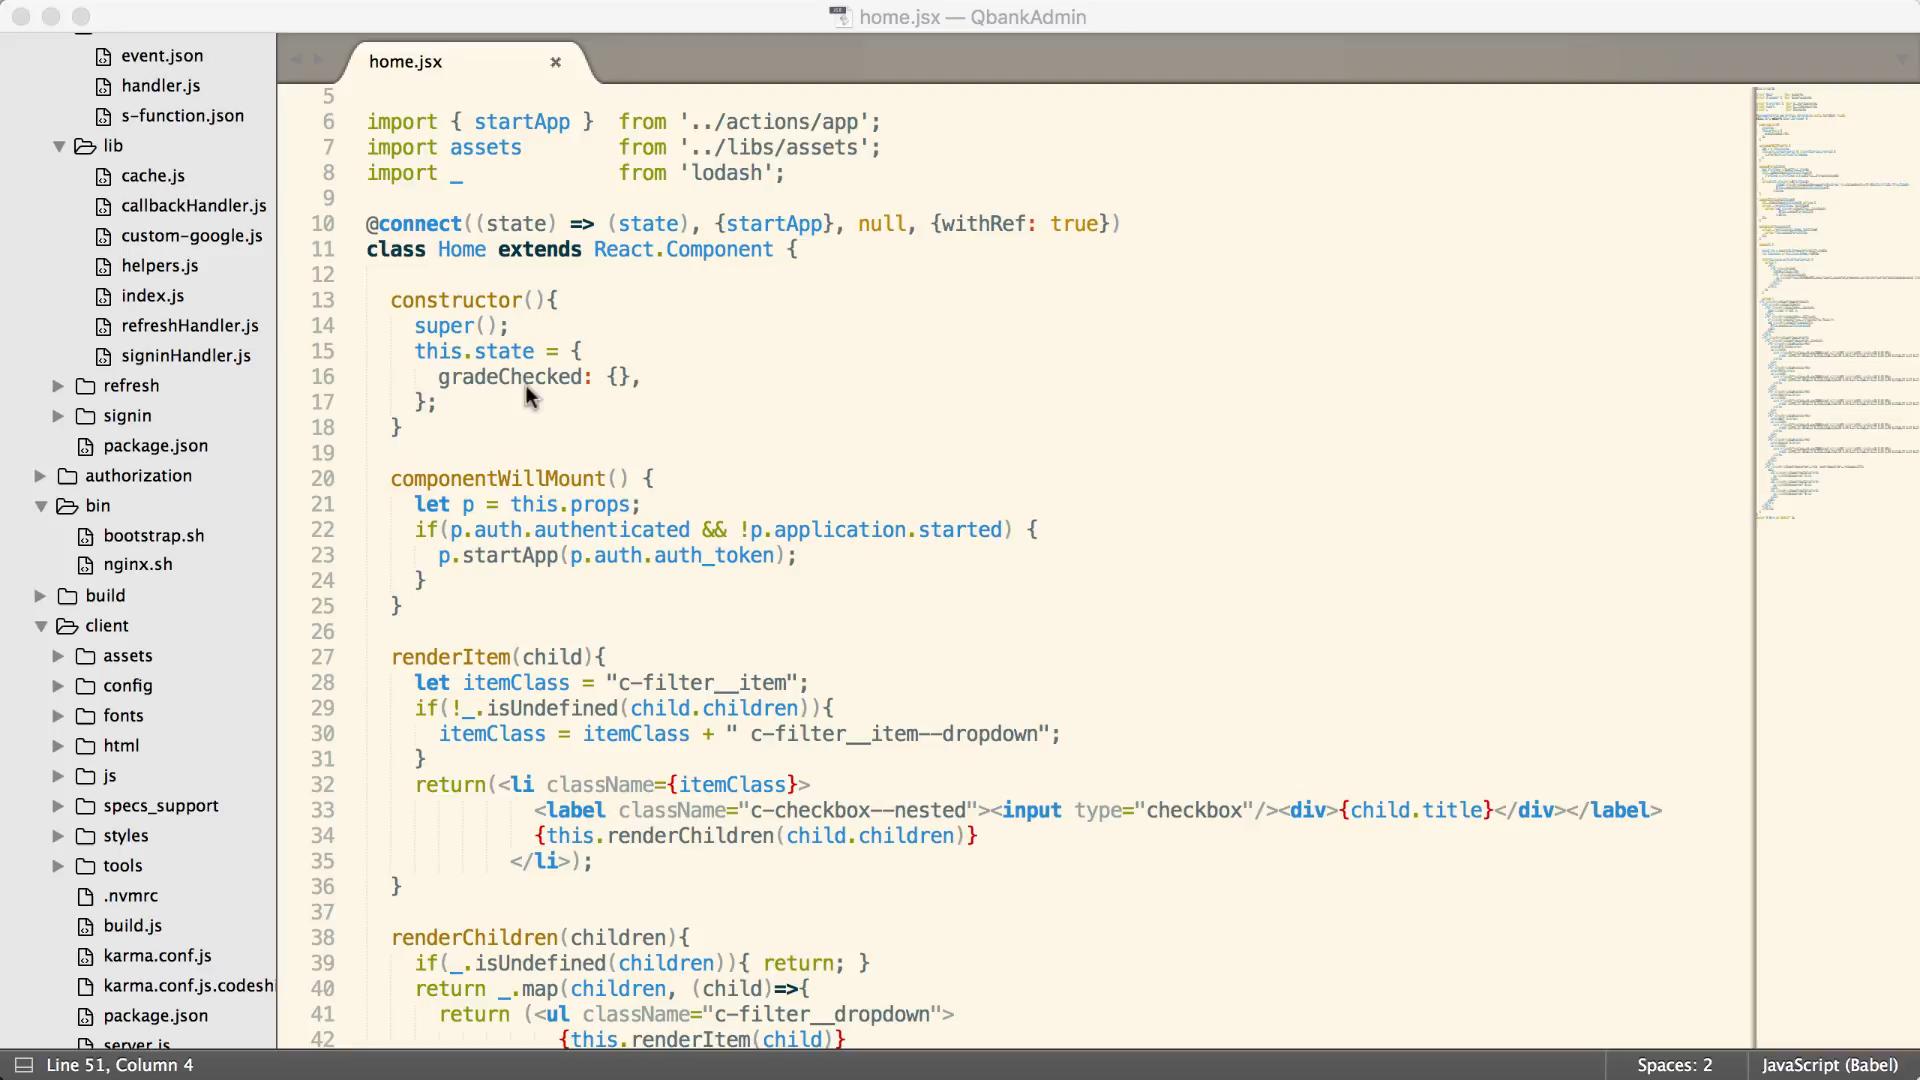 home.jsx — QbankAdmin
event.json
handler.js
s-function.json
lib
cache.js
callbackHandler.js
custom-google.js
helpers.js
index.js
refreshHandler.js
signinHandler.js
refresh
signin
package.json
authorization
bin
bootstrap.sh
nginx.sh
build
client
assets
config
fonts
html
js
specs_support
styles
tools
.nvmrc
build.js
karma.conf.js
karma.conf.js.codeshi
package.json
server.js
home.jsx
5
6 import { startApp }  from '../actions/app';
7 import assets        from '../libs/assets';
8 import _             from 'lodash';
9
10 @connect((state) => (state), {startApp}, null, {withRef: true})
11 class Home extends React.Component {
12
13   constructor(){
14     super();
15     this.state = {
16       gradeChecked: {},
17     };
18   }
19
20   componentWillMount() {
21     let p = this.props;
22     if(p.auth.authenticated && !p.application.started) {
23       p.startApp(p.auth.auth_token);
24     }
25   }
26
27   renderItem(child){
28     let itemClass = "c-filter__item";
29     if(!_.isUndefined(child.children)){
30       itemClass = itemClass + " c-filter__item--dropdown";
31     }
32     return(<li className={itemClass}>
33               <label className="c-checkbox--nested"><input type="checkbox"/><div>{child.title}</div></label>
34               {this.renderChildren(child.children)}
35             </li>);
36   }
37
38   renderChildren(children){
39     if(_.isUndefined(children)){ return; }
40     return _.map(children, (child)=>{
41       return (<ul className="c-filter__dropdown">
42                 {this.renderItem(child)}
Line 51, Column 4
Spaces: 2
JavaScript (Babel)